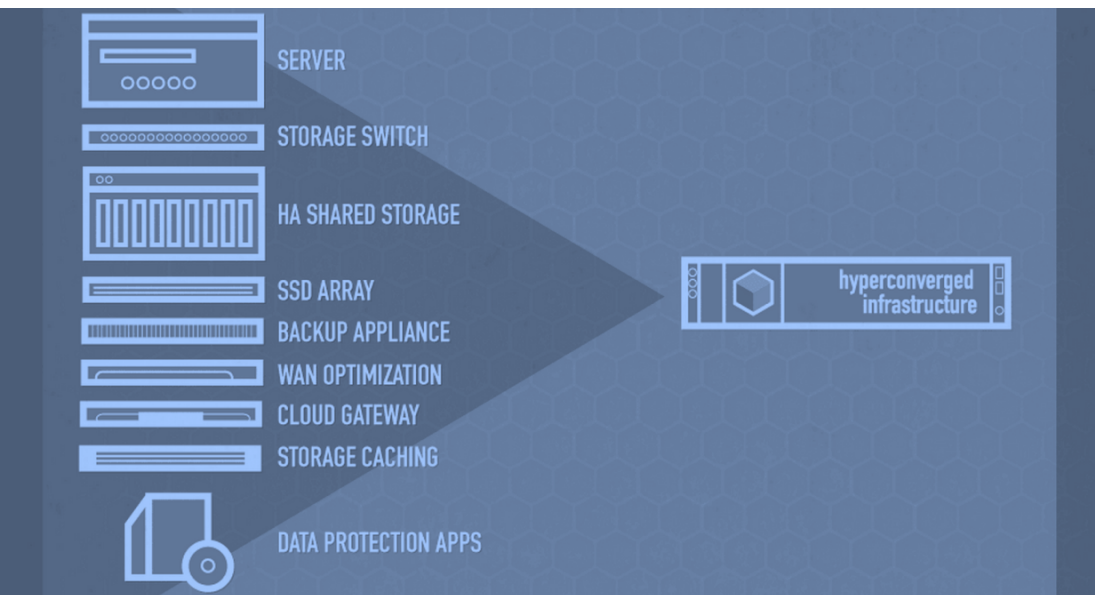 SERVER
STORAGE SWITCH
HA SHARED STORAGE
SSD ARRAY
BACKUP APPLIANCE
WAN OPTIMIZATION
CLOUD GATEWAY
STORAGE CACHING
DATA PROTECTION APPS
hyperconverged
infrastructure